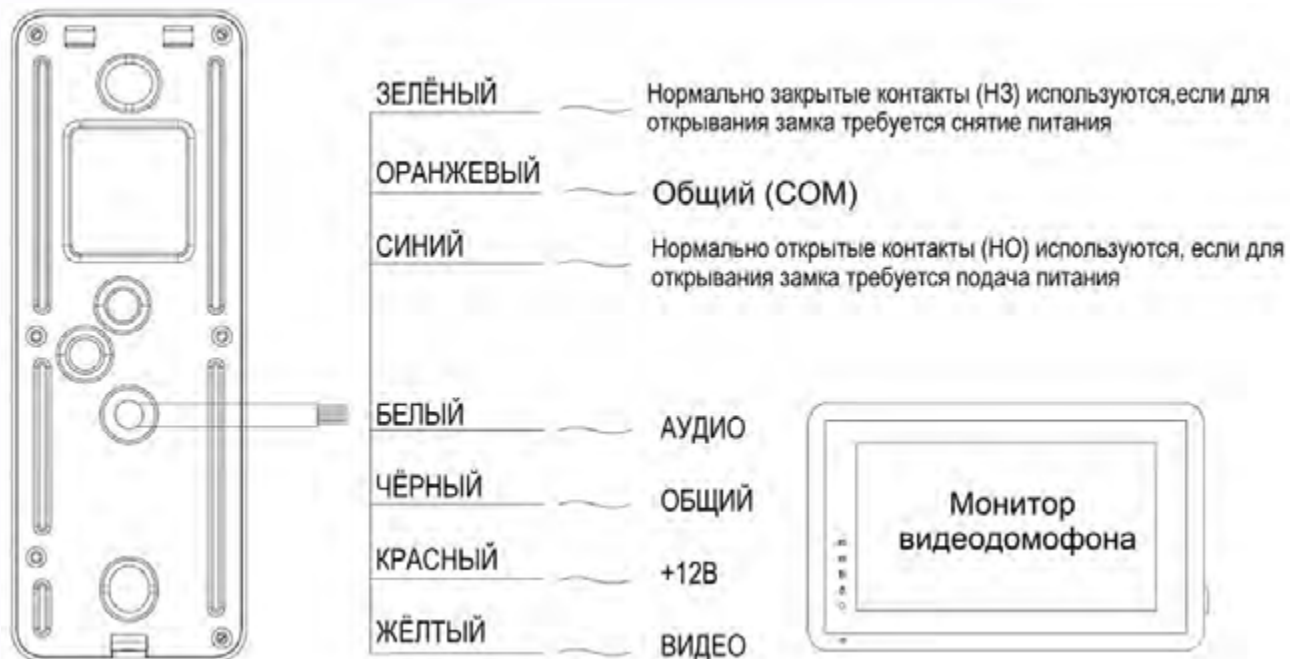 ЗЕЛЁНЫЙ
Нормально закрытые контакты (НЗ) используются,если для
открывания замка требуется снятие питания
ОРАНЖЕВЫЙ
Общий (COM)
СИНИЙ
Нормально открытые контакты (НО) используются, если для
открывания замка требуется подача питания
БЕЛЫЙ
АУДИО
ЧЁРНЫЙ
ОБЩИЙ
КРАСНЫЙ
+12В
ЖЁЛТЫЙ
ВИДЕО
Монитор
видеодомофона